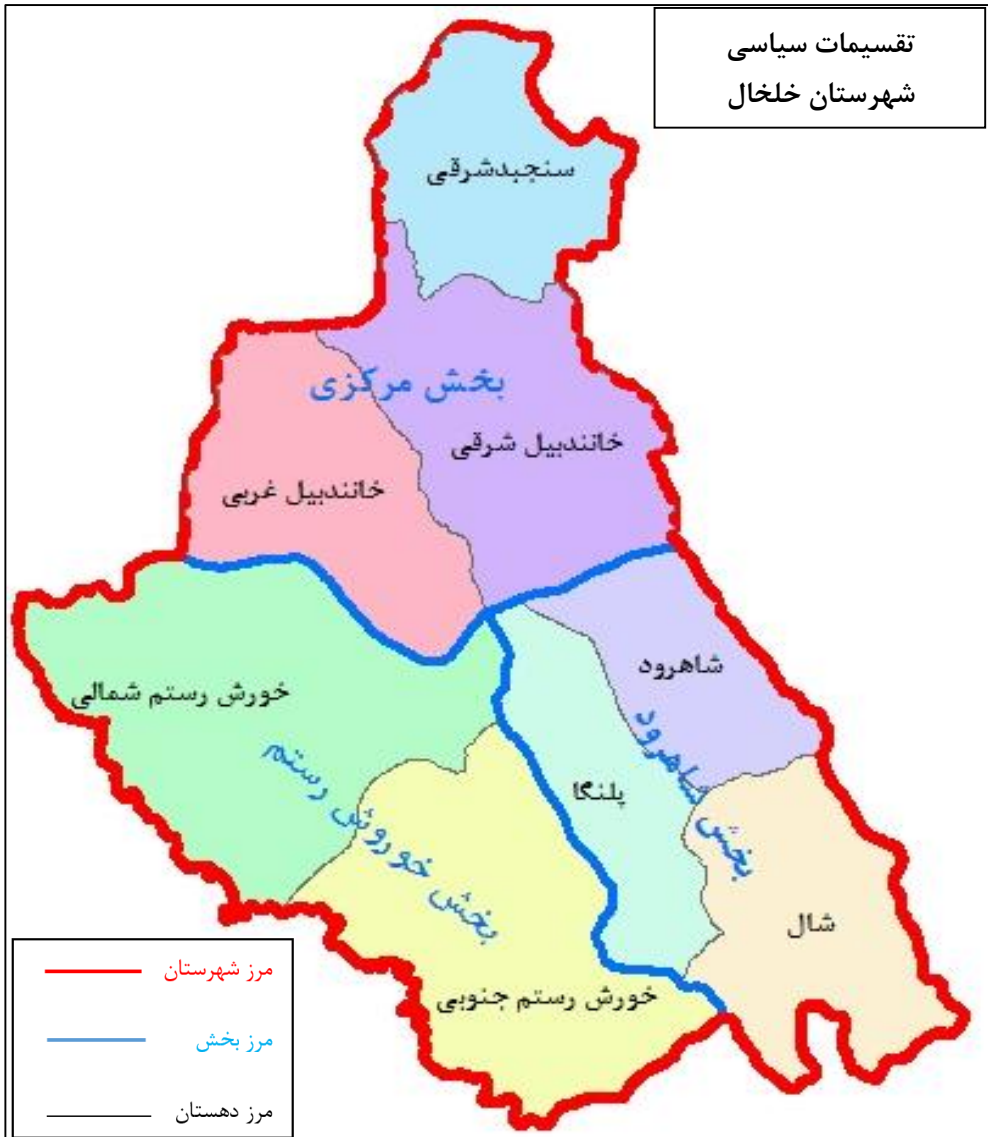 تقسیمات سیاسی
شهرستان خلخال
سنجبدشرقی
بخش مرکزی
خانندبیل شرقی
خانندبیل غربی
شاهرود
خورش رستم شمالی
بخش شاهرود
پلنگا
بخش خوروش رستم
شال
خورش رستم جنوبی
مرز شهرستان
مرز بخش
مرز دهستان